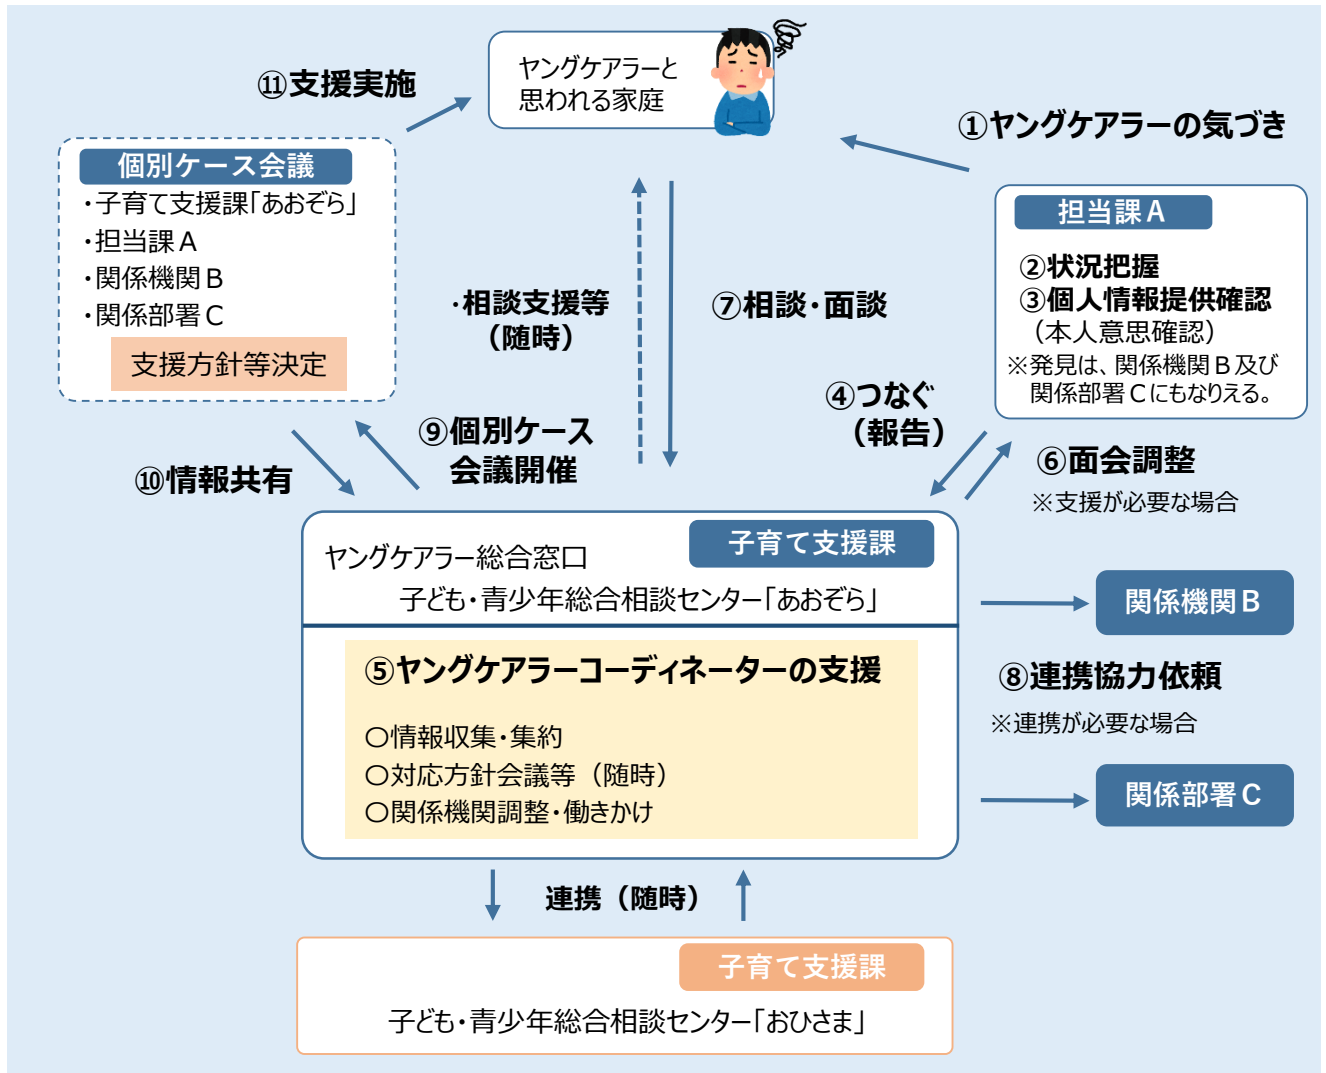 ⑪支援実施
ヤングケアラーと
思われる家庭
①ヤングケアラーの気づき
個別ケース会議
・子育て支援課「あおぞら」
・担当課A
・関係機関B
・関係部署C
支援方針等決定
担当課A
②状況把握
③個人情報提供確認
（本人意思確認）
※発見は、関係機関B及び
関係部署Cにもなりえる。
・相談支援等
（随時）
⑦相談・面談
④つなぐ
（報告）
⑨個別ケース
会議開催
⑩情報共有
⑥面会調整
※支援が必要な場合
子育て支援課
ヤングケアラー総合窓口
子ども・青少年総合相談センター「あおぞら」
⑤ヤングケアラーコーディネーターの支援
〇情報収集・集約
〇対応方針会議等（随時）
〇関係機関調整・働きかけ
関係機関B
⑧連携協力依頼
※連携が必要な場合
関係部署C
連携（随時）
子育て支援課
子ども・青少年総合相談センター「おひさま」